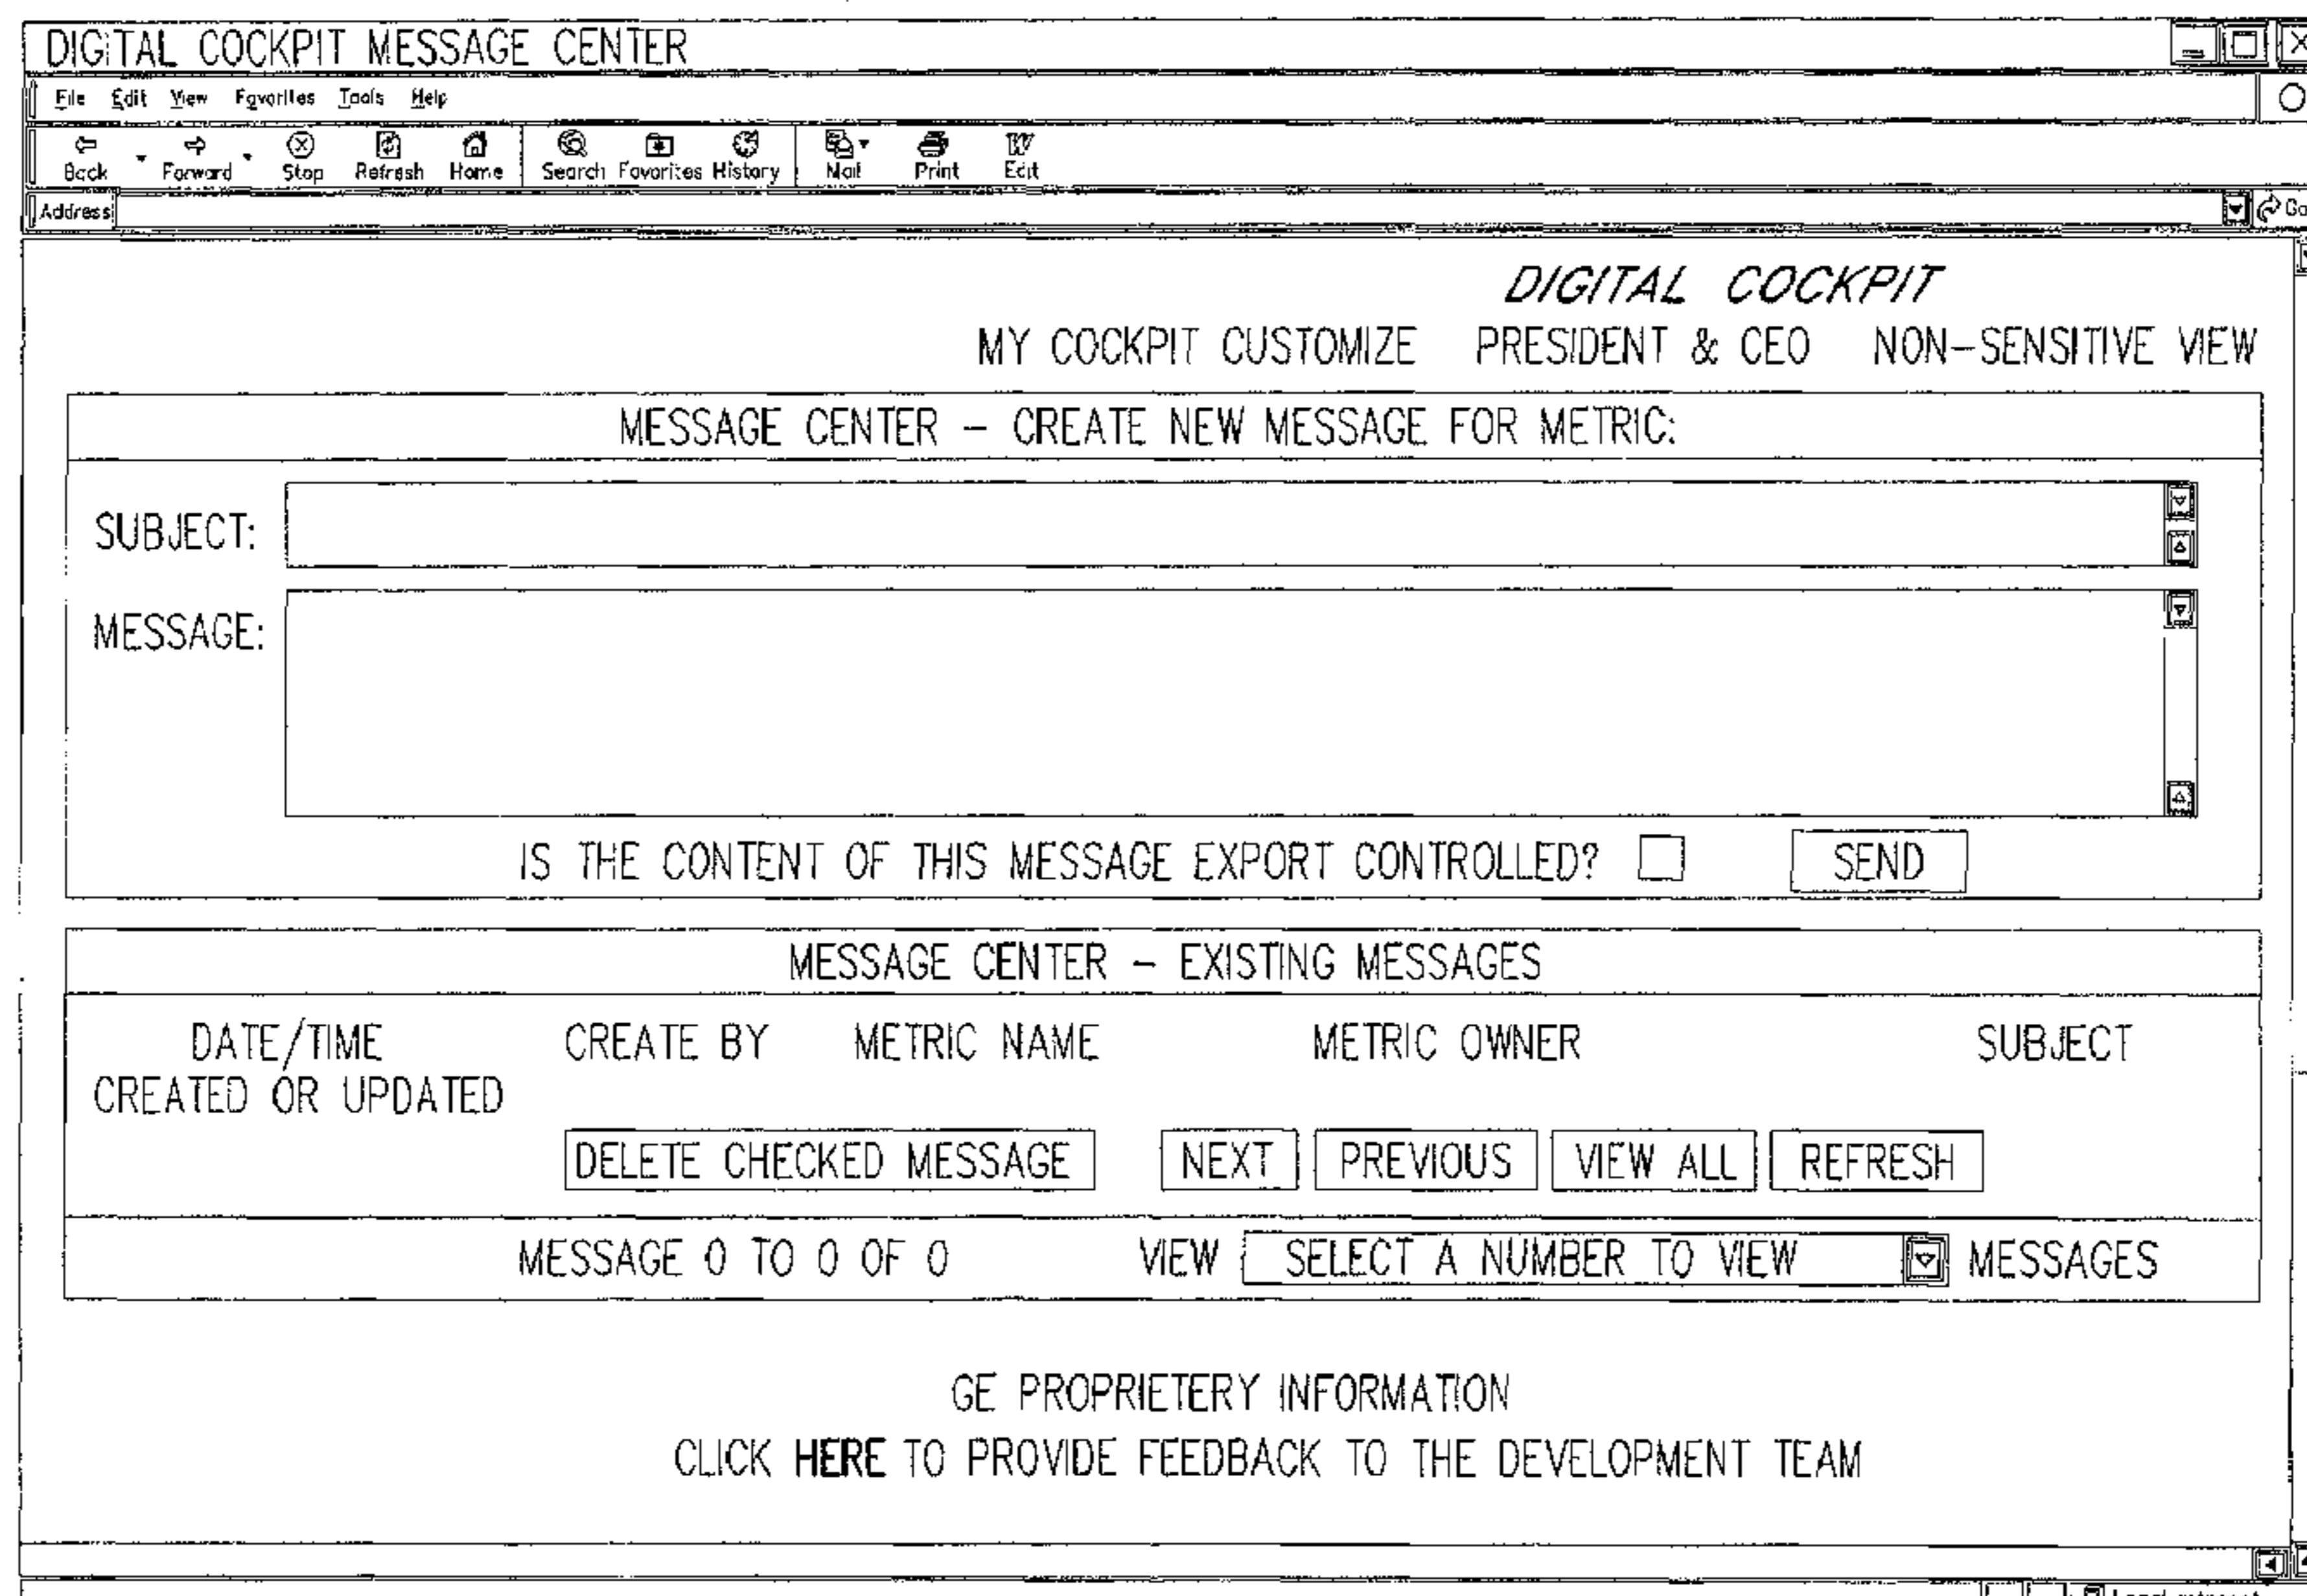 DIGITAL COCKPIT MESSAGE CENTER
File Edit View Favorites Tools Help
Back Forward Stop Refresh Home Search Favorites History Mail Print Edit
Address Go
DIGITAL COCKPIT
MY COCKPIT CUSTOMIZE PRESIDENT & CEO NON-SENSITIVE VIEW
MESSAGE CENTER – CREATE NEW MESSAGE FOR METRIC:
SUBJECT:
MESSAGE:
IS THE CONTENT OF THIS MESSAGE EXPORT CONTROLLED? SEND
MESSAGE CENTER – EXISTING MESSAGES
DATE/TIME CREATE BY METRIC NAME METRIC OWNER SUBJECT
CREATED OR UPDATED
DELETE CHECKED MESSAGE NEXT PREVIOUS VIEW ALL REFRESH
MESSAGE 0 TO 0 OF 0 VIEW SELECT A NUMBER TO VIEW MESSAGES
GE PROPRIETERY INFORMATION
CLICK HERE TO PROVIDE FEEDBACK TO THE DEVELOPMENT TEAM